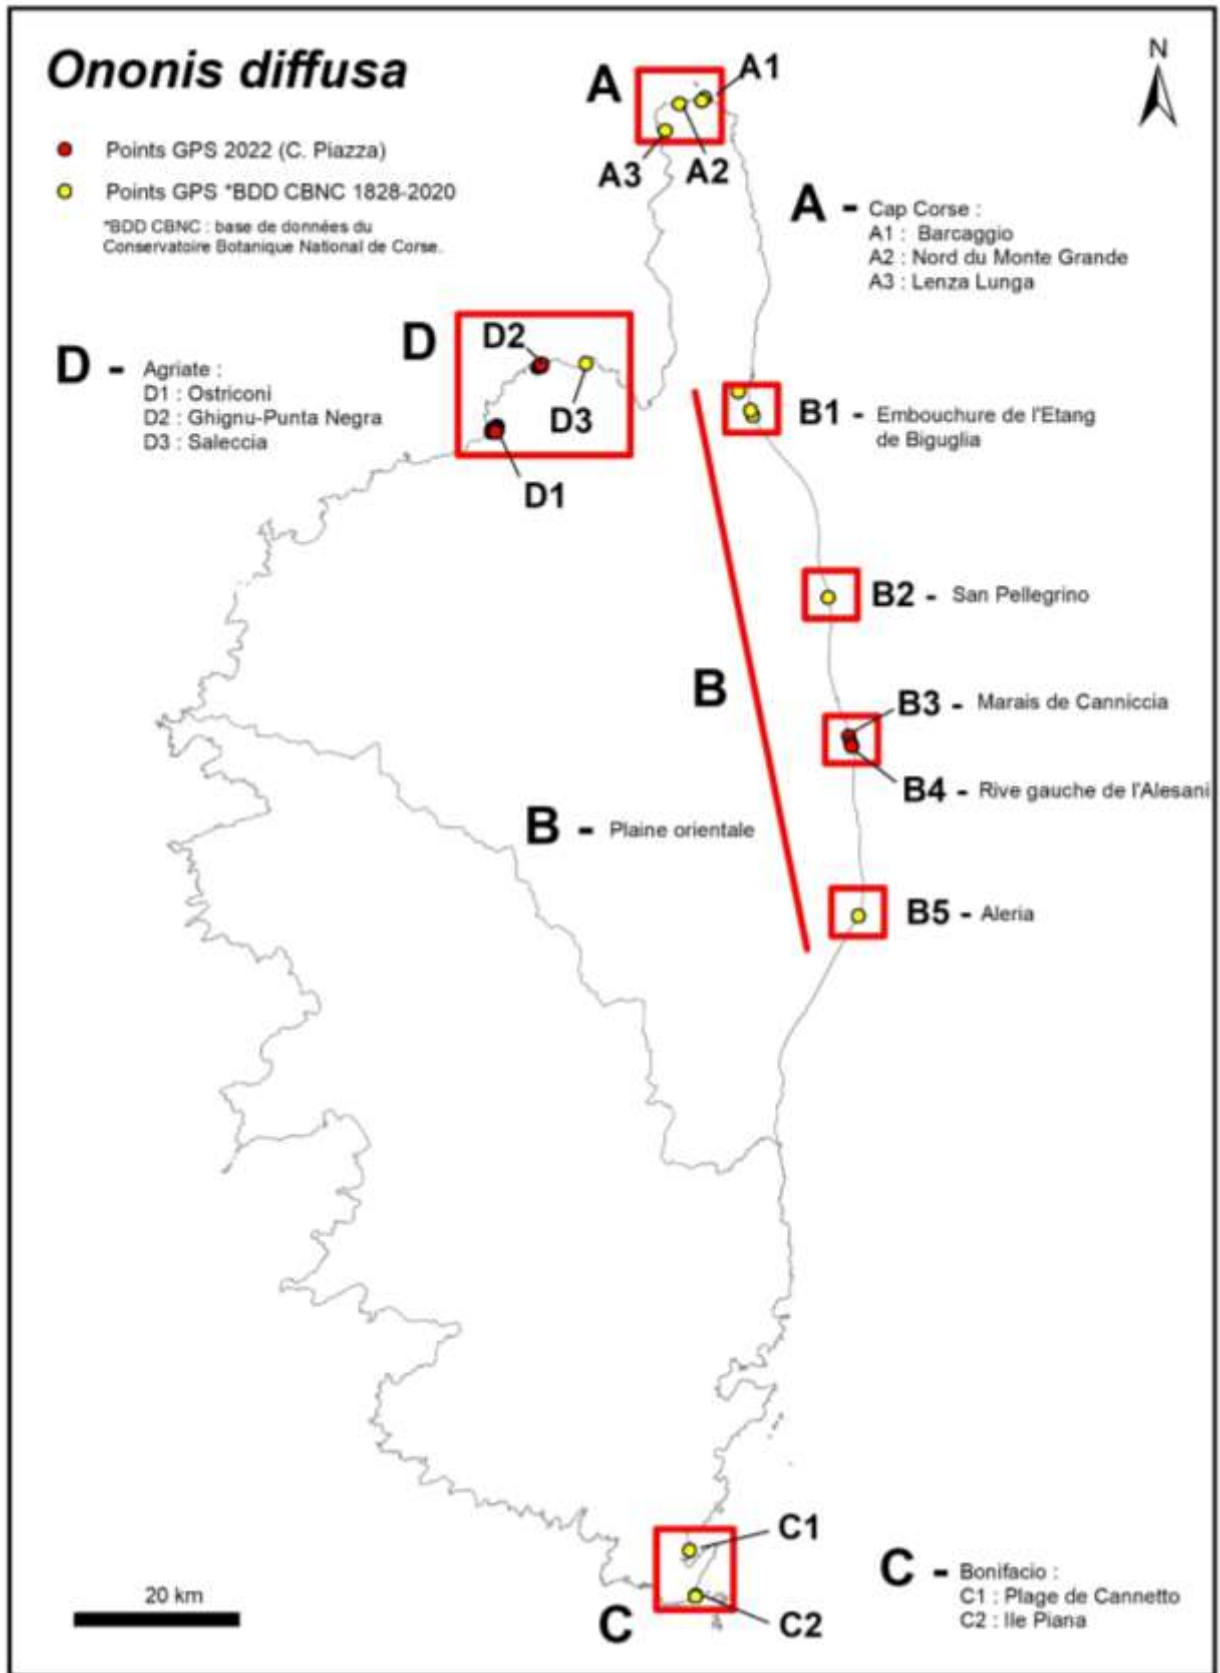 Ononis diffusa
Points GPS 2022 (C. Piazza)
Points GPS *BDD CBNC 1828-2020
*BDD CBNC : base de données du
Conservatoire Botanique National de Corse.
N
A
A1
A2
A3
A - Cap Corse :
A1 : Barcaggio
A2 : Nord du Monte Grande
A3 : Lenza Lunga
D
D2
D3
D1
D - Agriate :
D1 : Ostriconi
D2 : Ghignu-Punta Negra
D3 : Saleccia
B1 - Embouchure de l'Etang
de Biguglia
B2 - San Pellegrino
B
B3 - Marais de Canniccia
B4 - Rive gauche de l'Alesani
B - Plaine orientale
B5 - Aleria
C1
C2
C
C - Bonifacio :
C1 : Plage de Cannetto
C2 : Ile Piana
20 km